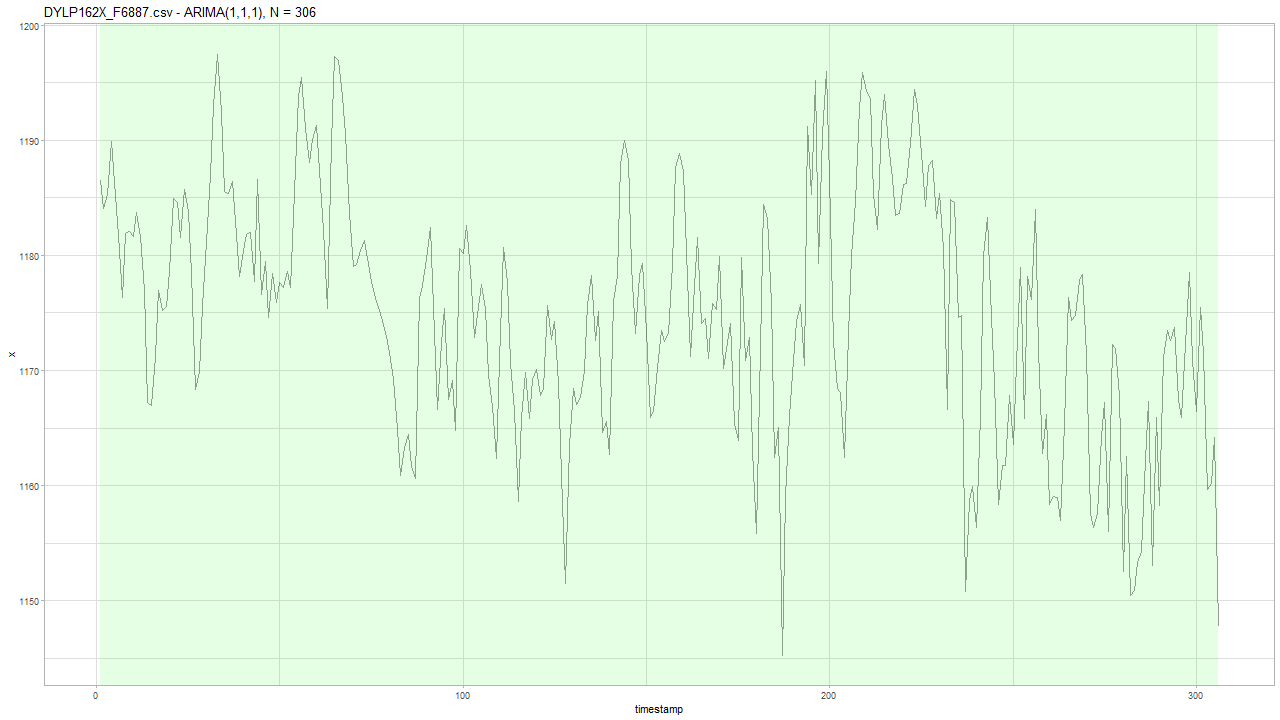 DYLP162X_F6887.csv - ARIMA(1,1,1), N = 306
1200
1190
1180
1170
1160
1150
x
0 100 200 300
timestamp